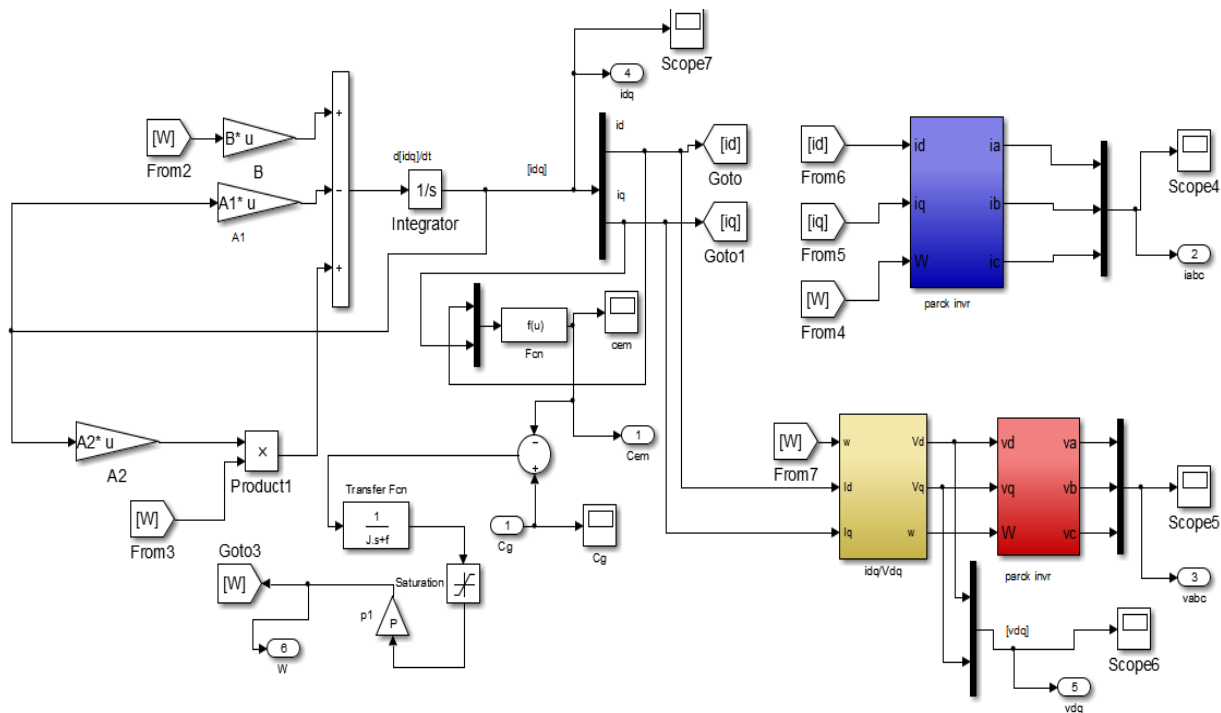 Scope7
4
idq
[W]
From2
B* u
B
+
d[idq]/dt
[idq]
id
[id]
Goto
A1* u
A1
−
1/s
Integrator
iq
[iq]
Goto1
+
f(u)
Fcn
cem
A2* u
A2
×
Product1
[W]
From3
−
+
1
Cem
Transfer Fcn
1
J.s+f
1
Cg
Cg
Goto3
[W]
Saturation
p1
P
6
W
[id]
From6
[iq]
From5
[W]
From4
id
iq
W
ia
ib
ic
parck invr
Scope4
2
iabc
[W]
From7
w
Id
Iq
Vd
Vq
w
idq/Vdq
vd
vq
W
va
vb
vc
parck invr
Scope5
3
vabc
[vdq]
Scope6
5
vdq